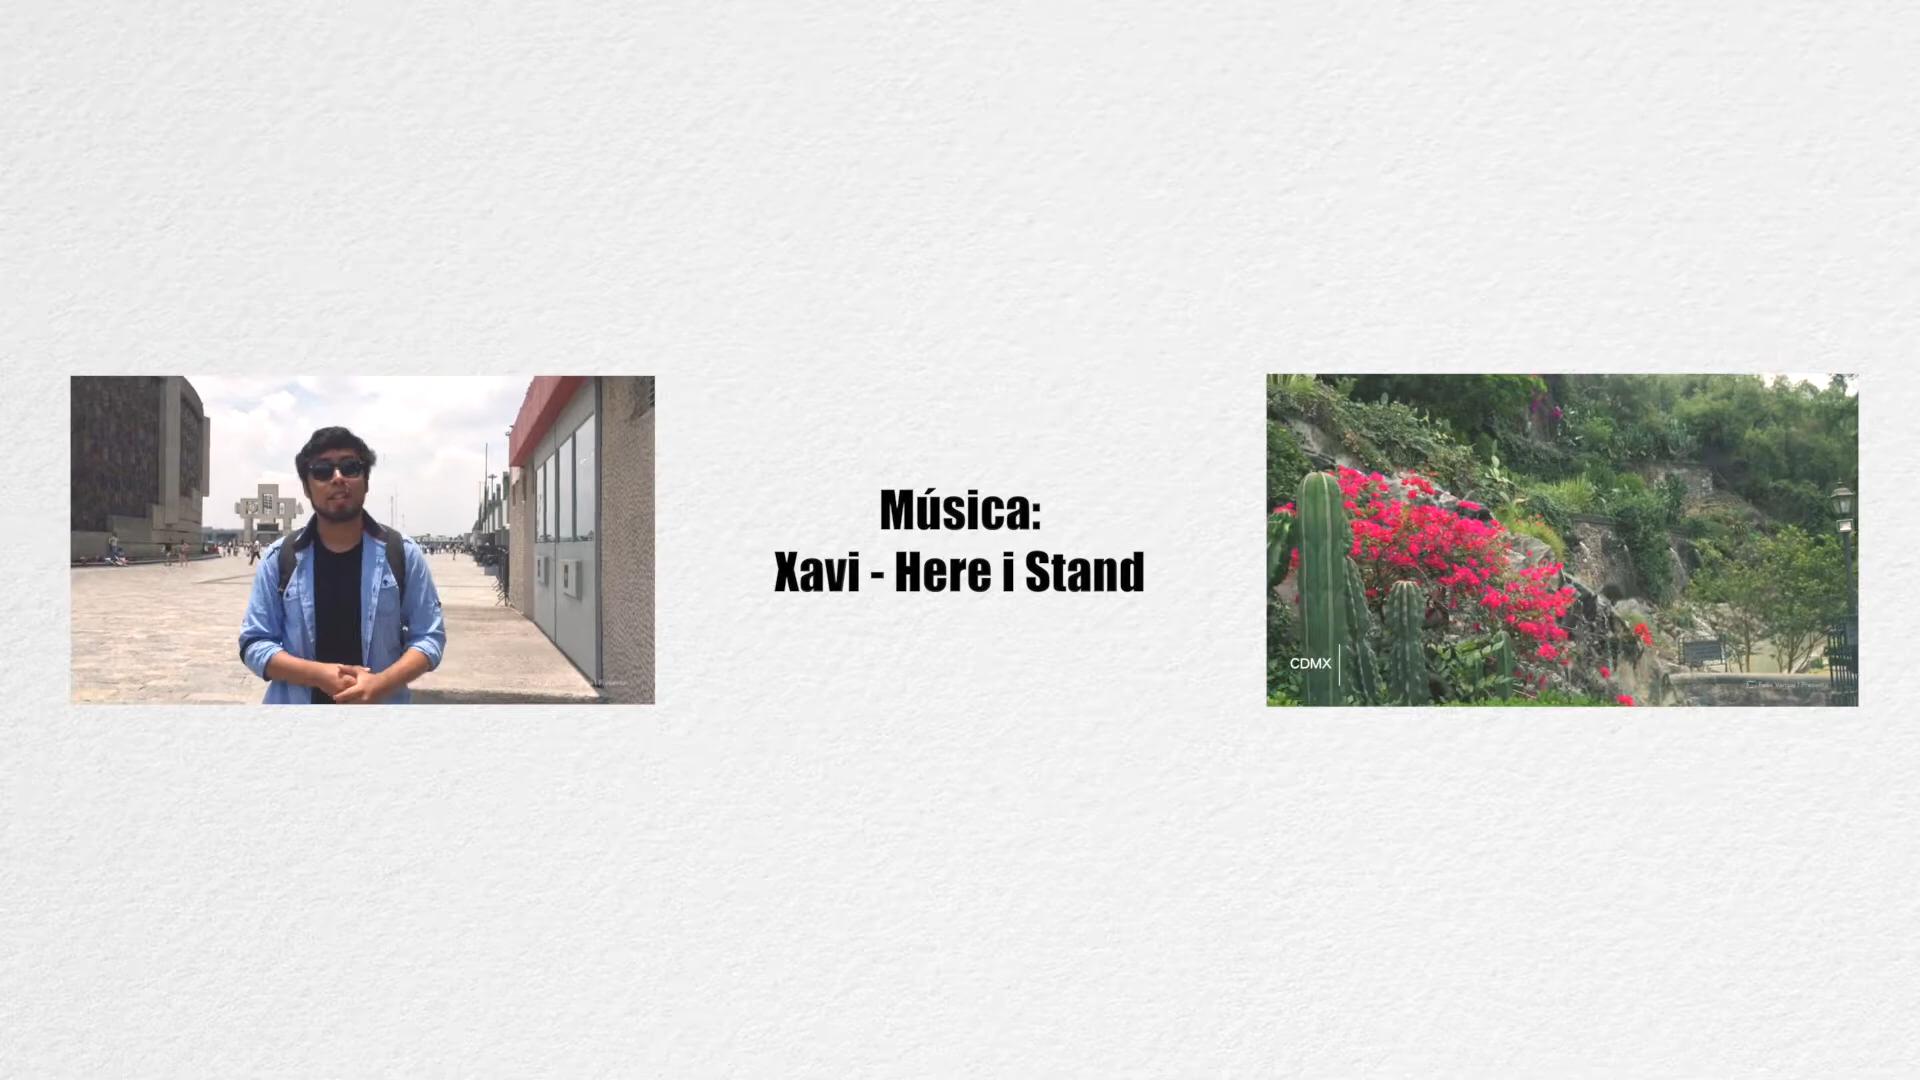 Música:
Xavi - Here i Stand
CDMX